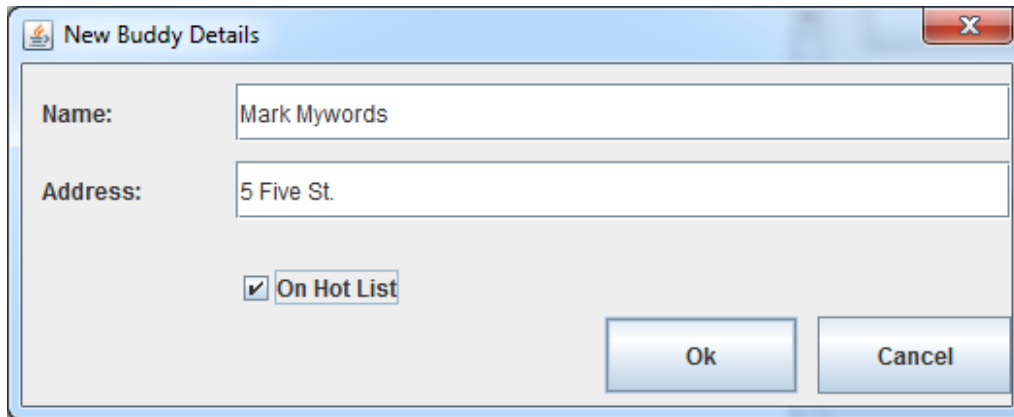 New Buddy Details
Name: Mark Mywords
Address: 5 Five St.
On Hot List
Ok Cancel